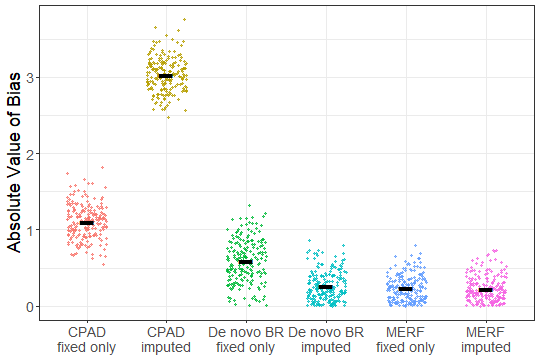 Absolute Value of Bias
3
2
1
0
CPAD
fixed only
CPAD
imputed
De novo BR
fixed only
De novo BR
imputed
MERF
fixed only
MERF
imputed